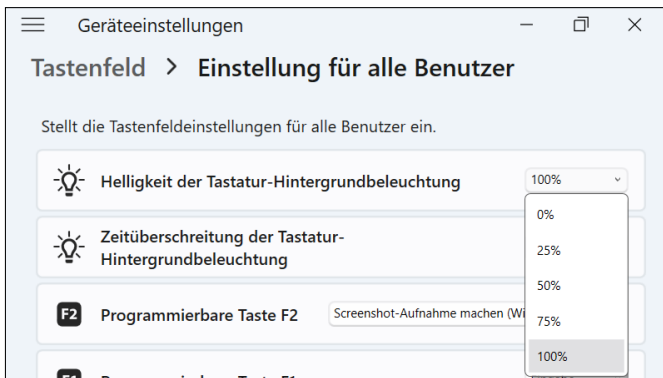 Geräteeinstellungen
Tastenfeld > Einstellung für alle Benutzer
Stellt die Tastenfeldeinstellungen für alle Benutzer ein.
Helligkeit der Tastatur-Hintergrundbeleuchtung 100%
0%
25%
50%
75%
100%
Zeitüberschreitung der Tastatur-
Hintergrundbeleuchtung
F2 Programmierbare Taste F2 Screenshot-Aufnahme machen (Wi